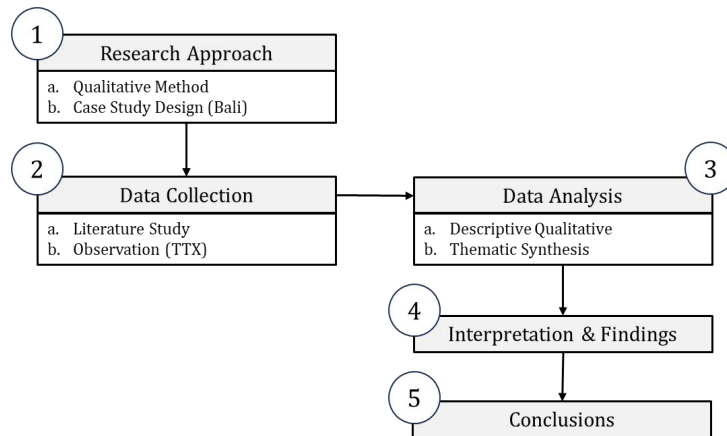 1
Research Approach
a. Qualitative Method
b. Case Study Design (Bali)
2
Data Collection
a. Literature Study
b. Observation (TTX)
3
Data Analysis
a. Descriptive Qualitative
b. Thematic Synthesis
4
Interpretation & Findings
5
Conclusions